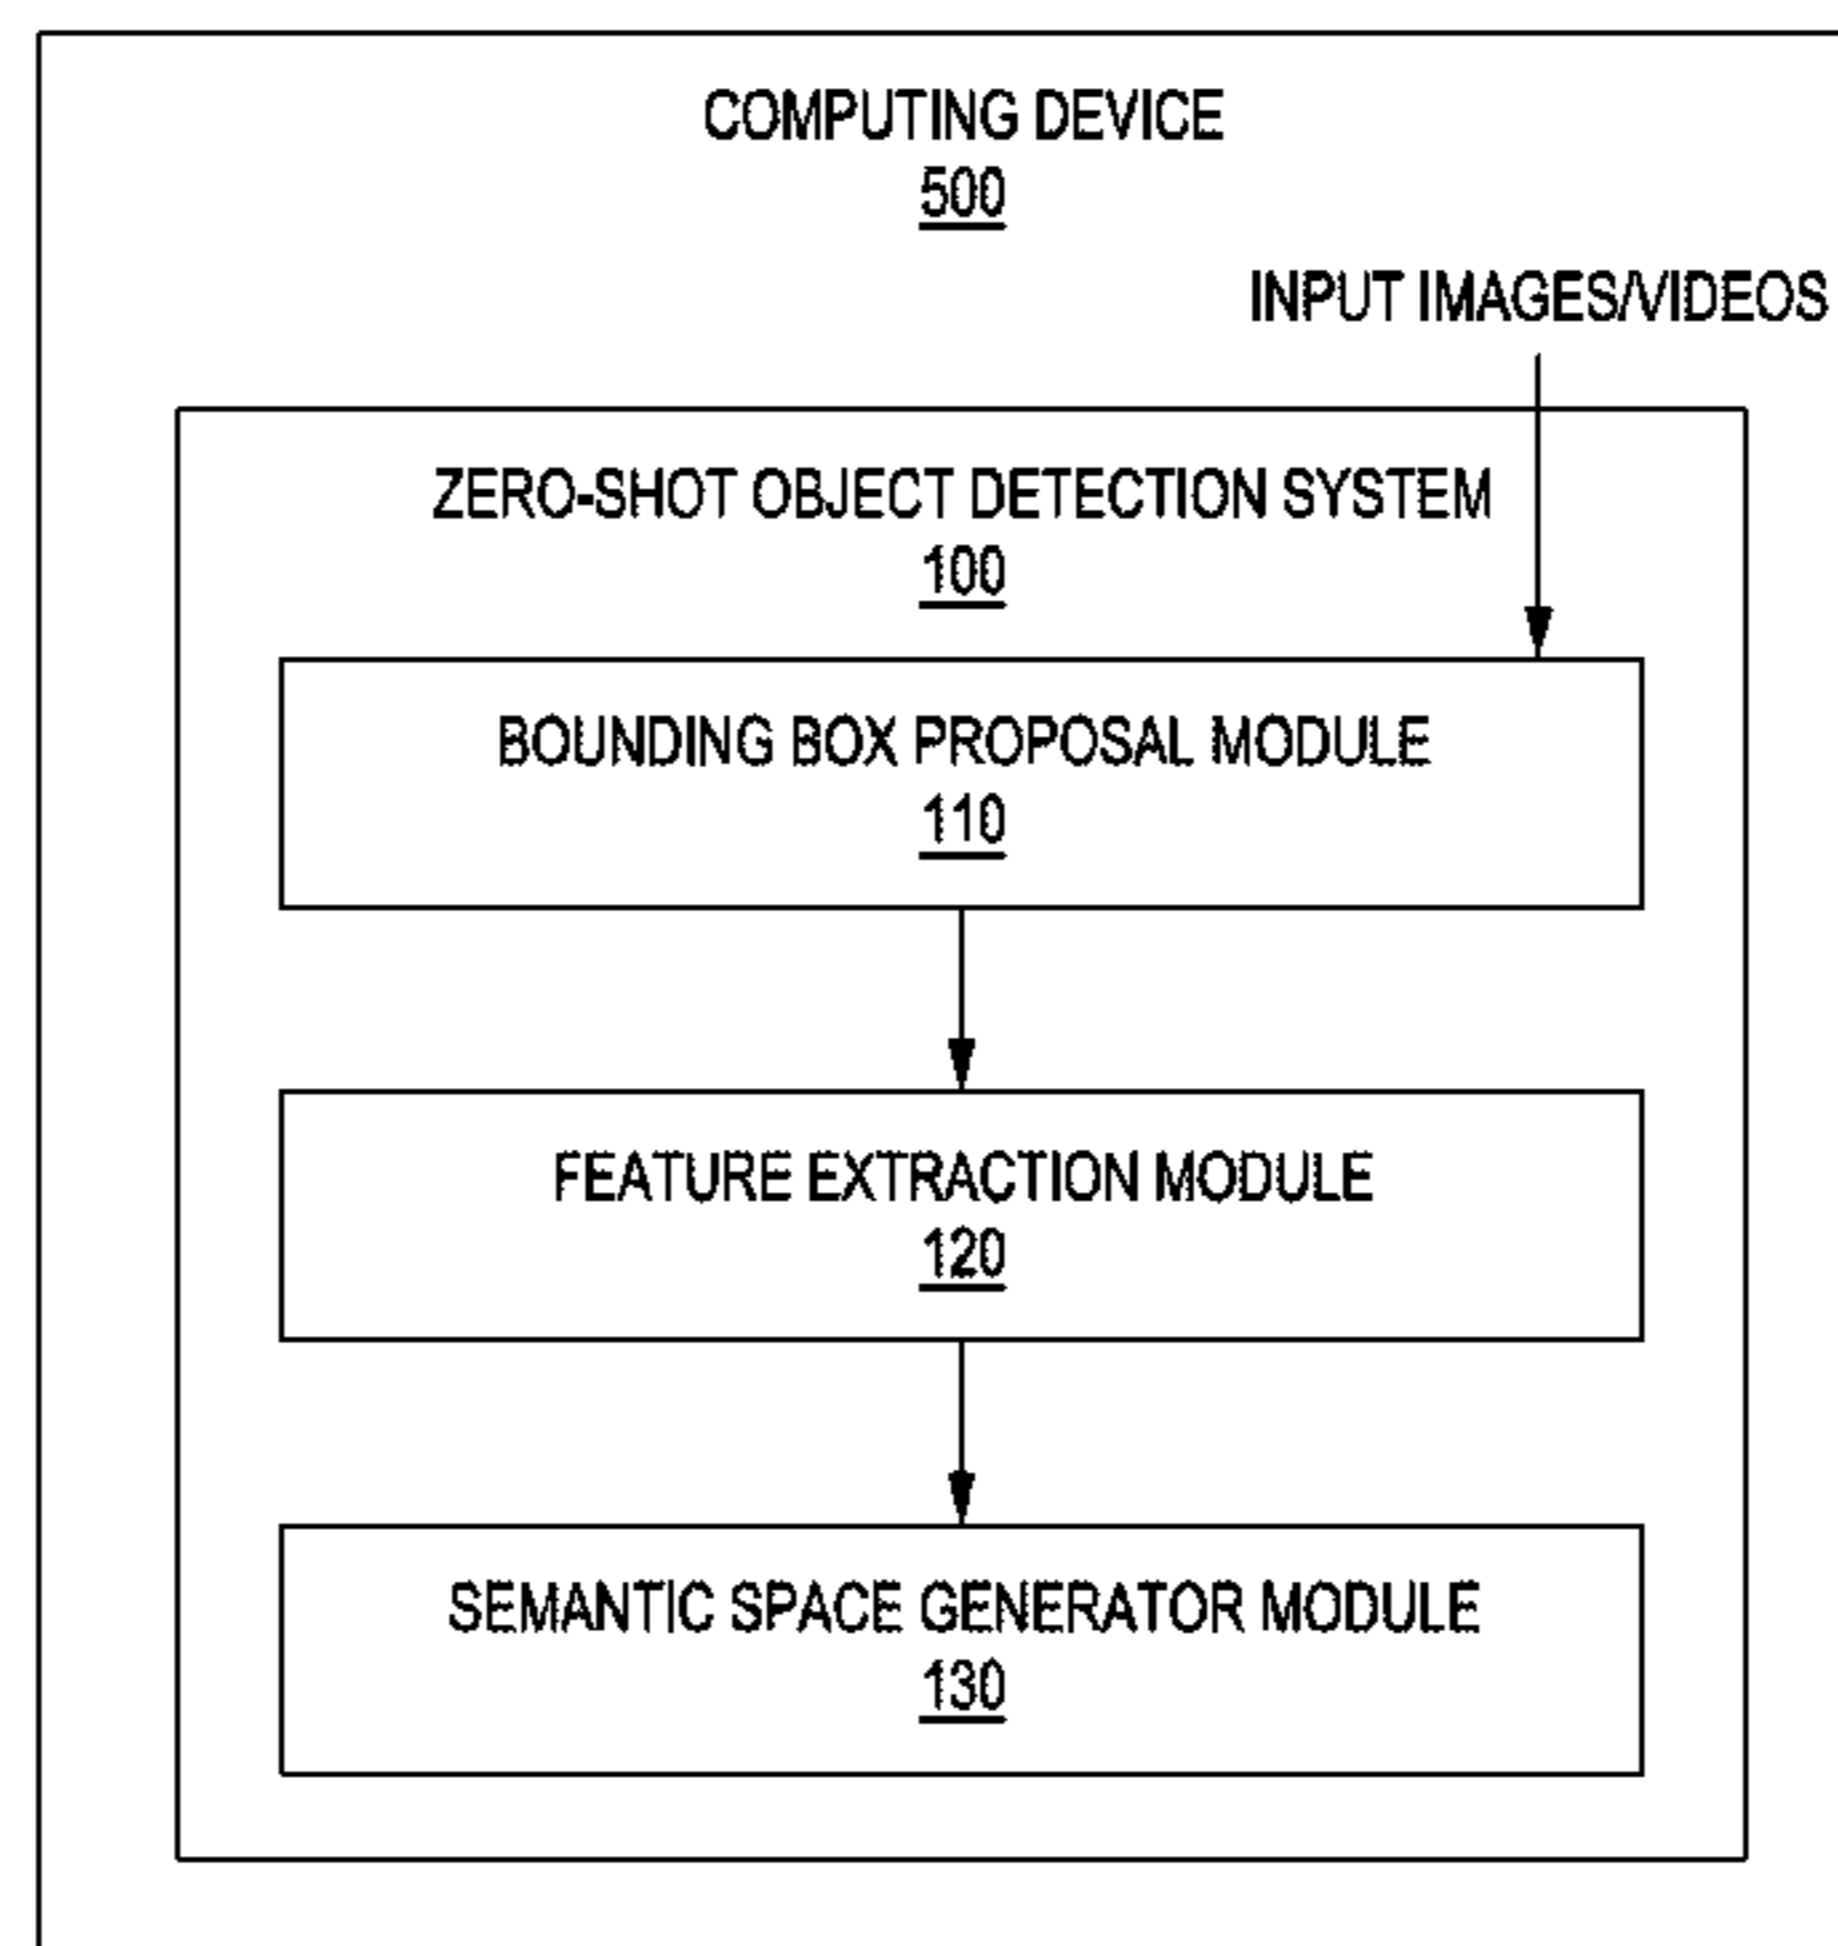 COMPUTING DEVICE
500
INPUT IMAGES/VIDEOS
ZERO-SHOT OBJECT DETECTION SYSTEM
100
BOUNDING BOX PROPOSAL MODULE
110
FEATURE EXTRACTION MODULE
120
SEMANTIC SPACE GENERATOR MODULE
130